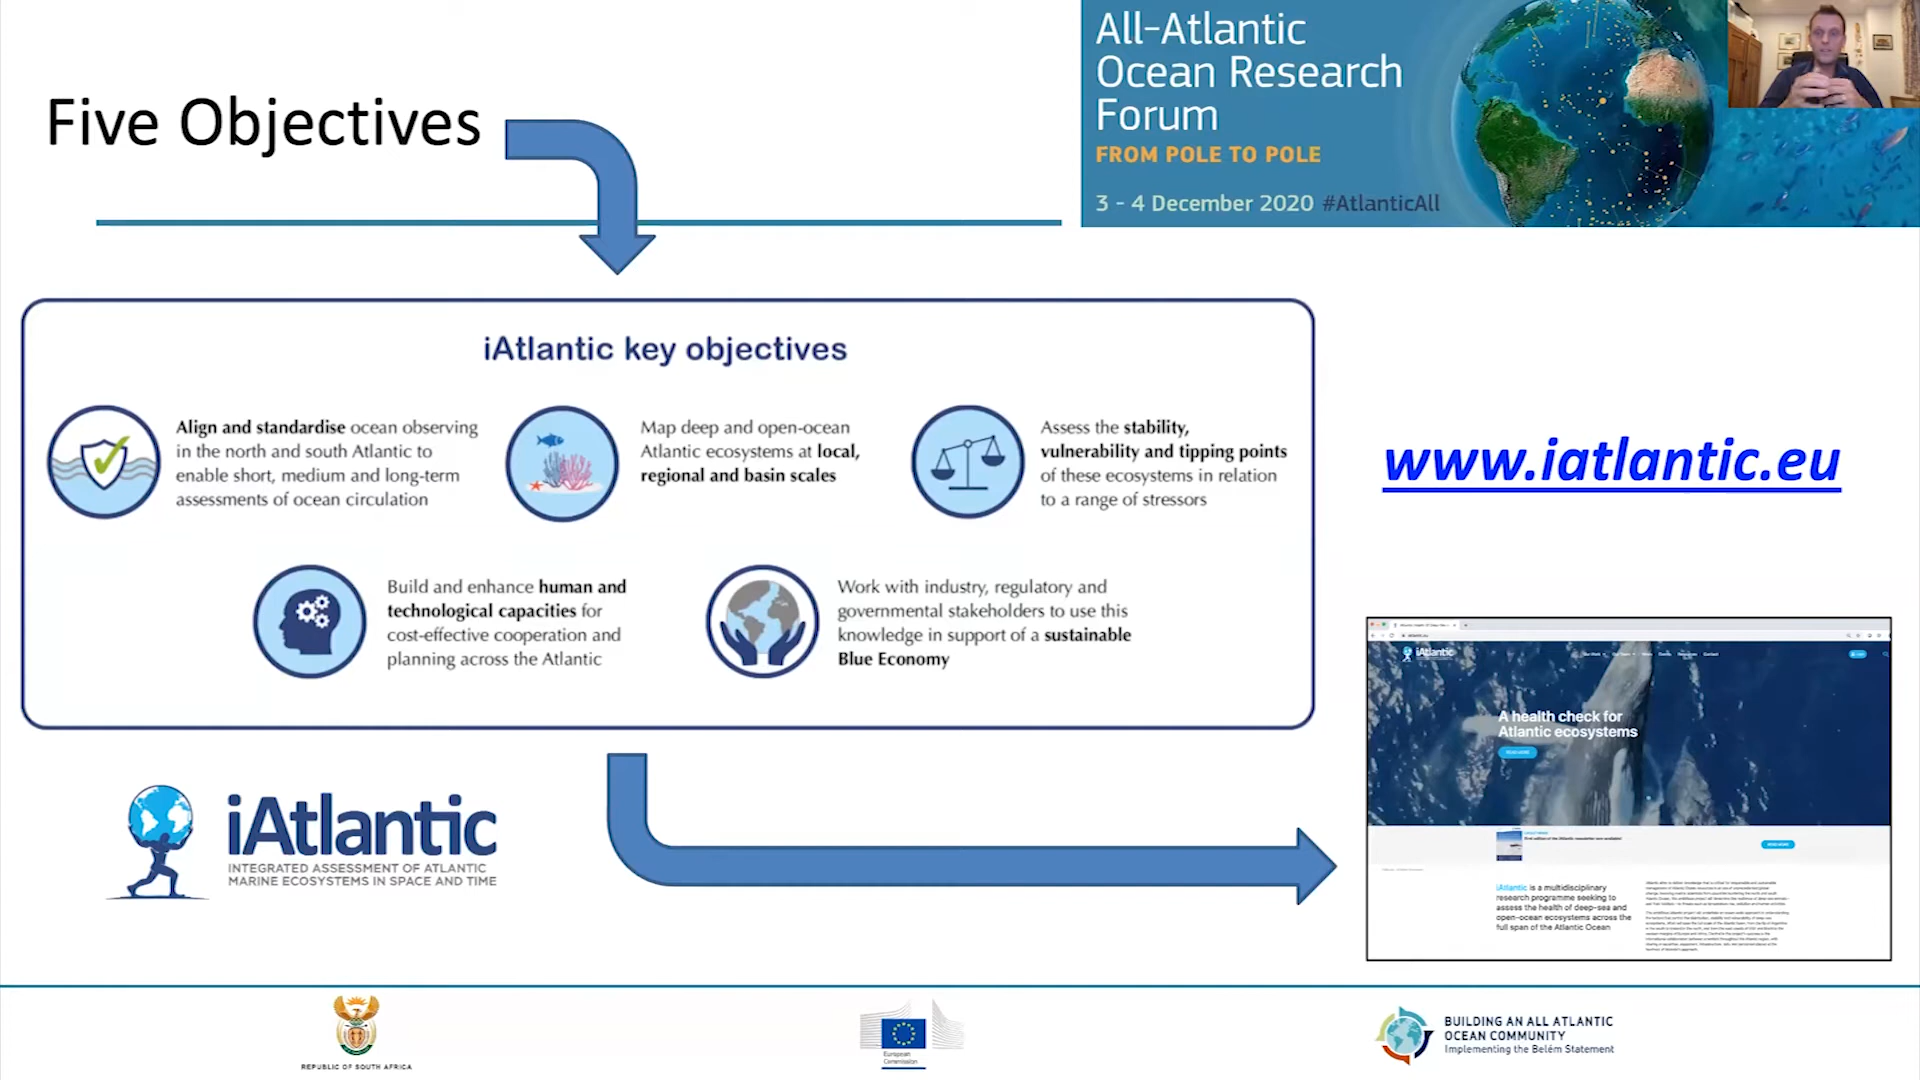 Five Objectives
All-Atlantic
Ocean Research
Forum
FROM POLE TO POLE
3 - 4 December 2020 #AtlanticAll
iAtlantic key objectives
Align and standardise ocean observing
in the north and south Atlantic to
enable short, medium and long-term
assessments of ocean circulation
Map deep and open-ocean
Atlantic ecosystems at local,
regional and basin scales
Assess the stability,
vulnerability and tipping points
of these ecosystems in relation
to a range of stressors
Build and enhance human and
technological capacities for
cost-effective cooperation and
planning across the Atlantic
Work with industry, regulatory and
governmental stakeholders to use this
knowledge in support of a sustainable
Blue Economy
www.iatlantic.eu
iAtlantic
A health check for
Atlantic ecosystems
READ MORE
READ MORE
iAtlantic is a multidisciplinary
research programme seeking to
assess the health of deep-sea and
open-ocean ecosystems across the
full span of the Atlantic Ocean
iAtlantic
INTEGRATED ASSESSMENT OF ATLANTIC
MARINE ECOSYSTEMS IN SPACE AND TIME
REPUBLIC OF SOUTH AFRICA
European
Commission
BUILDING AN ALL ATLANTIC
OCEAN COMMUNITY
Implementing the Belém Statement